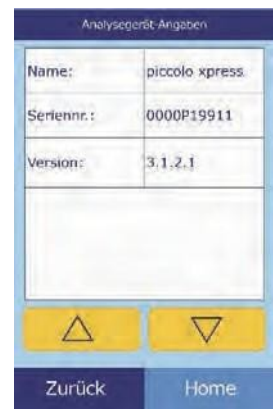 Analysegerät-Angaben
Name: piccolo xpress
Seriennr.: 0000P19911
Version: 3.1.2.1
Zurück Home